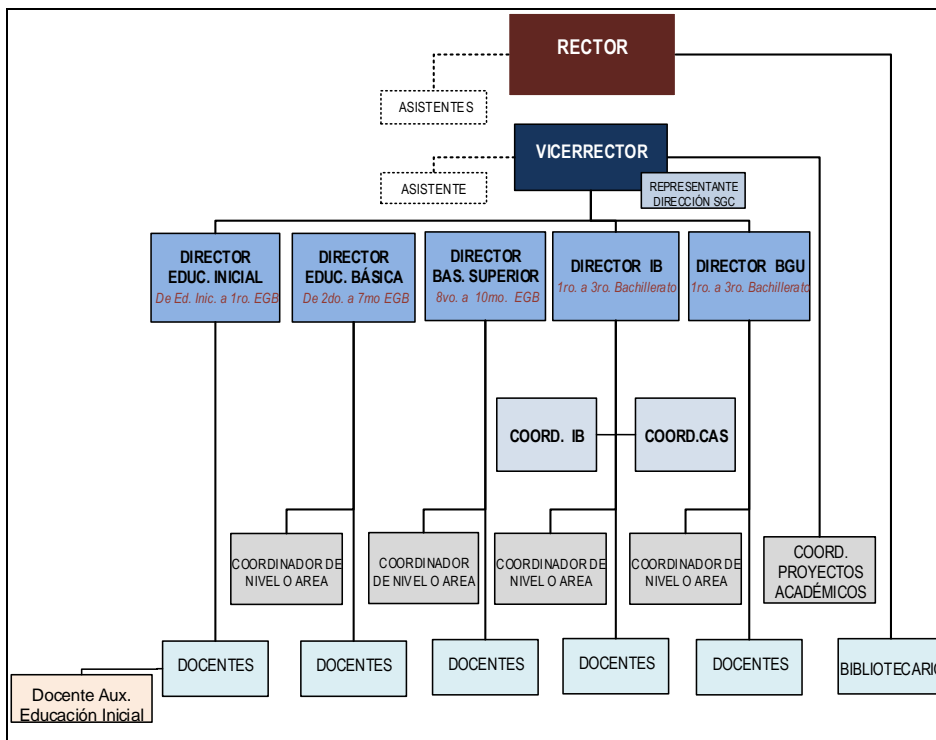 RECTOR
ASISTENTES
VICERRECTOR
ASISTENTE
REPRESENTANTE
DIRECCIÓN SGC
DIRECTOR
EDUC. INICIAL
De Ed. Inic. a 1ro. EGB
DIRECTOR
EDUC. BÁSICA
De 2do. a 7mo EGB
DIRECTOR
BAS. SUPERIOR
8vo. a 10mo. EGB
DIRECTOR IB
1ro. a 3ro. Bachillerato
DIRECTOR BGU
1ro. a 3ro. Bachillerato
COORD. IB
COORD.CAS
COORDINADOR DE
NIVEL O AREA
COORDINADOR
DE NIVEL O AREA
COORDINADOR DE
NIVEL O AREA
COORDINADOR DE
NIVEL O AREA
COORD.
PROYECTOS
ACADÉMICOS
DOCENTES
DOCENTES
DOCENTES
DOCENTES
DOCENTES
BIBLIOTECARIO
Docente Aux.
Educación Inicial